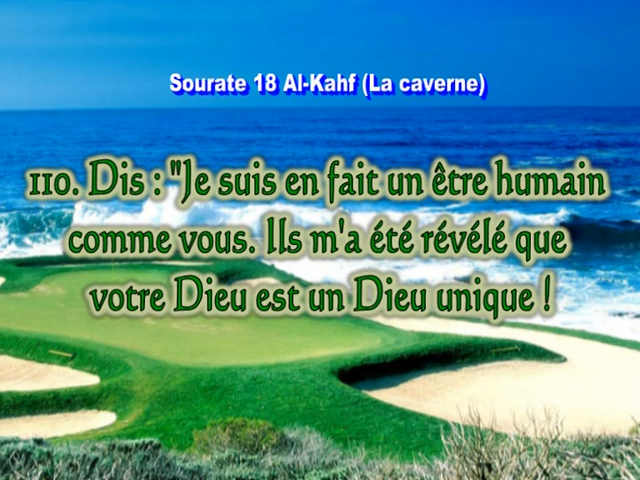 Sourate 18 Al-Kahf (La caverne)
110. Dis : "Je suis en fait un être humain
comme vous. Ils m'a été révélé que
votre Dieu est un Dieu unique !